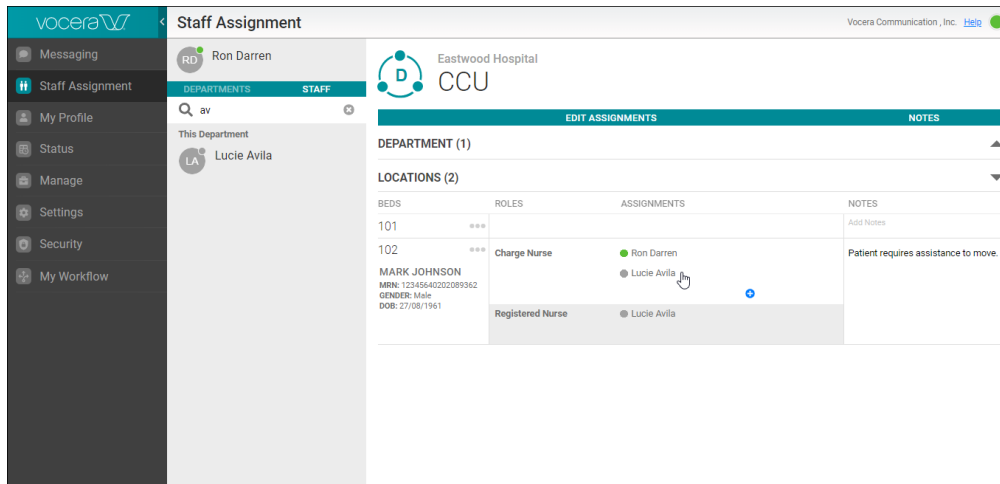 vocera
<
Staff Assignment
Vocera Communication , Inc. Help
Messaging
Staff Assignment
My Profile
Status
Manage
Settings
Security
My Workflow
RD
Ron Darren
DEPARTMENTS STAFF
av
This Department
LA
Lucie Avila
D
Eastwood Hospital
CCU
EDIT ASSIGNMENTS NOTES
DEPARTMENT (1)
LOCATIONS (2)
BEDS ROLES ASSIGNMENTS NOTES
101 Add Notes
102 Charge Nurse Ron Darren Patient requires assistance to move.
MARK JOHNSON Lucie Avila
MRN: 12345640202089362
GENDER: Male
DOB: 27/08/1961
Registered Nurse Lucie Avila